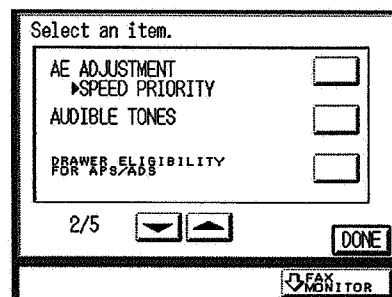 Select an item.
AE ADJUSTMENT
▶SPEED PRIORITY
AUDIBLE TONES
DRAWER ELIGIBILITY
FOR APS/ADS
2/5
DONE
FAX
MONITOR